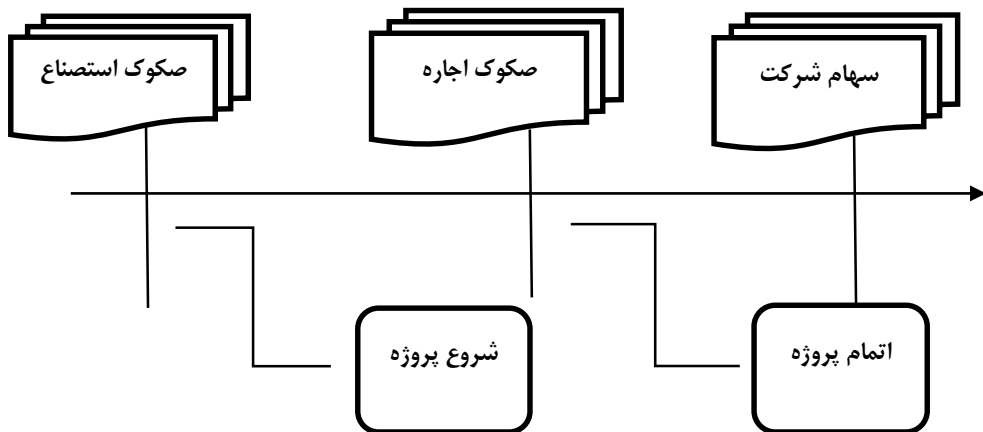 صکوک استصناع
صکوک اجاره
سهام شرکت
شروع پروژه
اتمام پروژه